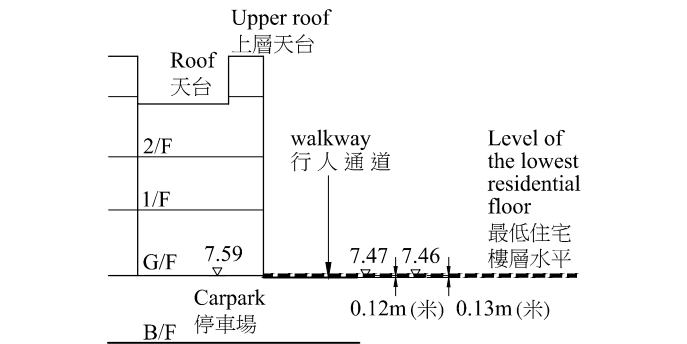 Upper roof
上層天台
Roof
天台
2/F
walkway
行人通道
Level of
the lowest
residential
floor
最低住宅
樓層水平
1/F
G/F
7.59
7.47
7.46
Carpark
停車場
0.12m (米)
0.13m (米)
B/F